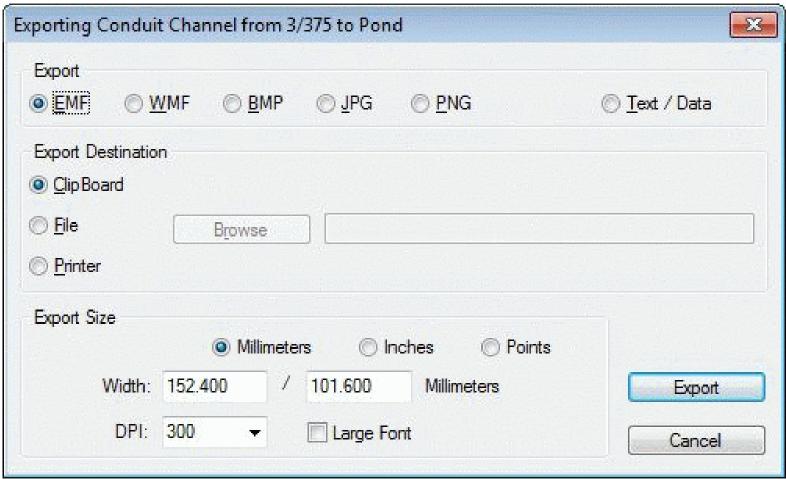 Exporting Conduit Channel from 3/375 to Pond
Export
EMF WMF BMP JPG PNG Text / Data
Export Destination
ClipBoard
File Browse
Printer
Export Size
Millimeters Inches Points
Width: 152.400 / 101.600 Millimeters Export
DPI: 300 Large Font Cancel